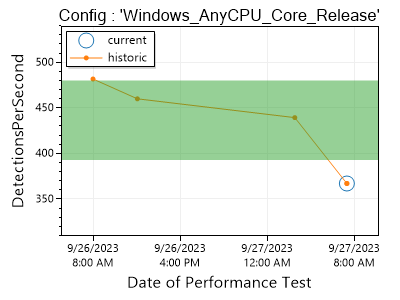 Config : 'Windows_AnyCPU_Core_Release'
current
historic
DetectionsPerSecond
500
450
400
350
9/26/2023 9/26/2023 9/27/2023 9/27/2023
8:00 AM 4:00 PM 12:00 AM 8:00 AM
Date of Performance Test